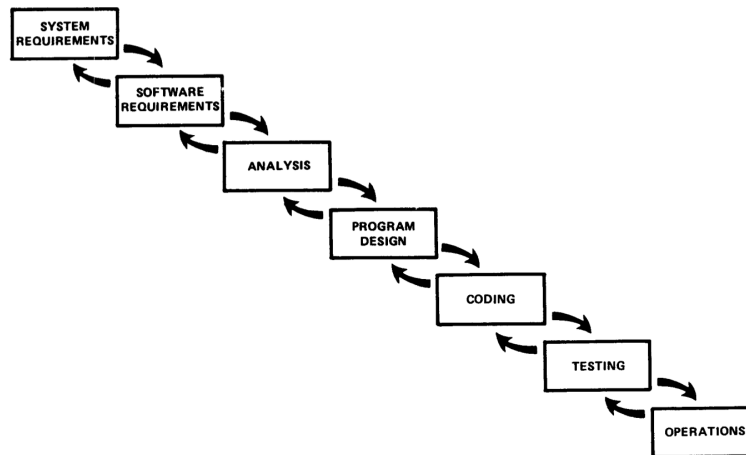 SYSTEM
REQUIREMENTS
SOFTWARE
REQUIREMENTS
ANALYSIS
PROGRAM
DESIGN
CODING
TESTING
OPERATIONS